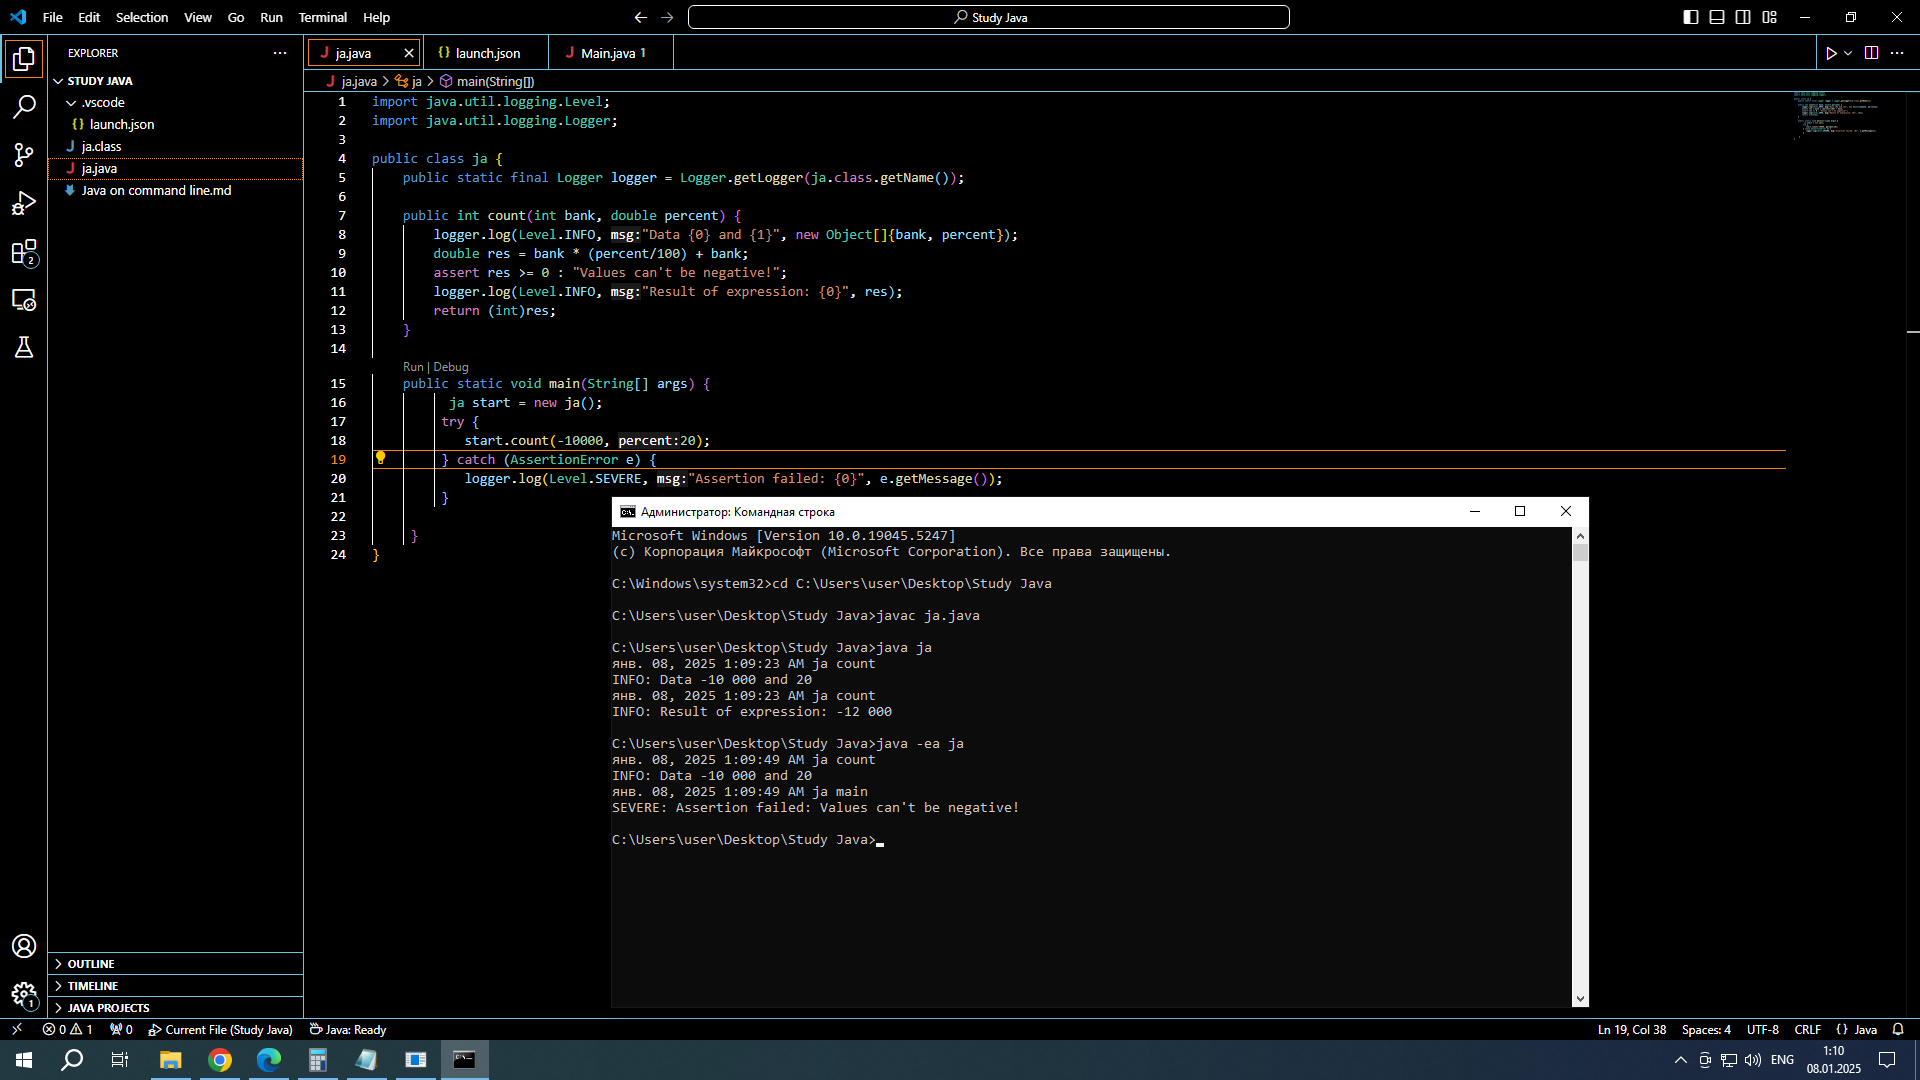 File Edit Selection View Go Run Terminal Help
Study Java
EXPLORER
ja.java
launch.json
Main.java 1
STUDY JAVA
.vscode
launch.json
ja.class
ja.java
Java on command line.md
ja.java > ja > main(String[])
1 import java.util.logging.Level;
2 import java.util.logging.Logger;
3
4 public class ja {
5 public static final Logger logger = Logger.getLogger(ja.class.getName());
6
7 public int count(int bank, double percent) {
8 logger.log(Level.INFO, msg:"Data {0} and {1}", new Object[]{bank, percent});
9 double res = bank * (percent/100) + bank;
10 assert res >= 0 : "Values can't be negative!";
11 logger.log(Level.INFO, msg:"Result of expression: {0}", res);
12 return (int)res;
13 }
14
Run | Debug
15 public static void main(String[] args) {
16 ja start = new ja();
17 try {
18 start.count(-10000, percent:20);
19 } catch (AssertionError e) {
20 logger.log(Level.SEVERE, msg:"Assertion failed: {0}", e.getMessage());
21 }
22
23 }
24 }
Администратор: Командная строка
Microsoft Windows [Version 10.0.19045.5247]
(c) Корпорация Майкрософт (Microsoft Corporation). Все права защищены.
C:\Windows\system32>cd C:\Users\user\Desktop\Study Java
C:\Users\user\Desktop\Study Java>javac ja.java
C:\Users\user\Desktop\Study Java>java ja
янв. 08, 2025 1:09:23 AM ja count
INFO: Data -10 000 and 20
янв. 08, 2025 1:09:23 AM ja count
INFO: Result of expression: -12 000
C:\Users\user\Desktop\Study Java>java -ea ja
янв. 08, 2025 1:09:49 AM ja count
INFO: Data -10 000 and 20
янв. 08, 2025 1:09:49 AM ja main
SEVERE: Assertion failed: Values can't be negative!
C:\Users\user\Desktop\Study Java>
2
1
OUTLINE
TIMELINE
JAVA PROJECTS
0 1 0 Current File (Study Java) Java: Ready
Ln 19, Col 38 Spaces: 4 UTF-8 CRLF {} Java
ENG
1:10
08.01.2025